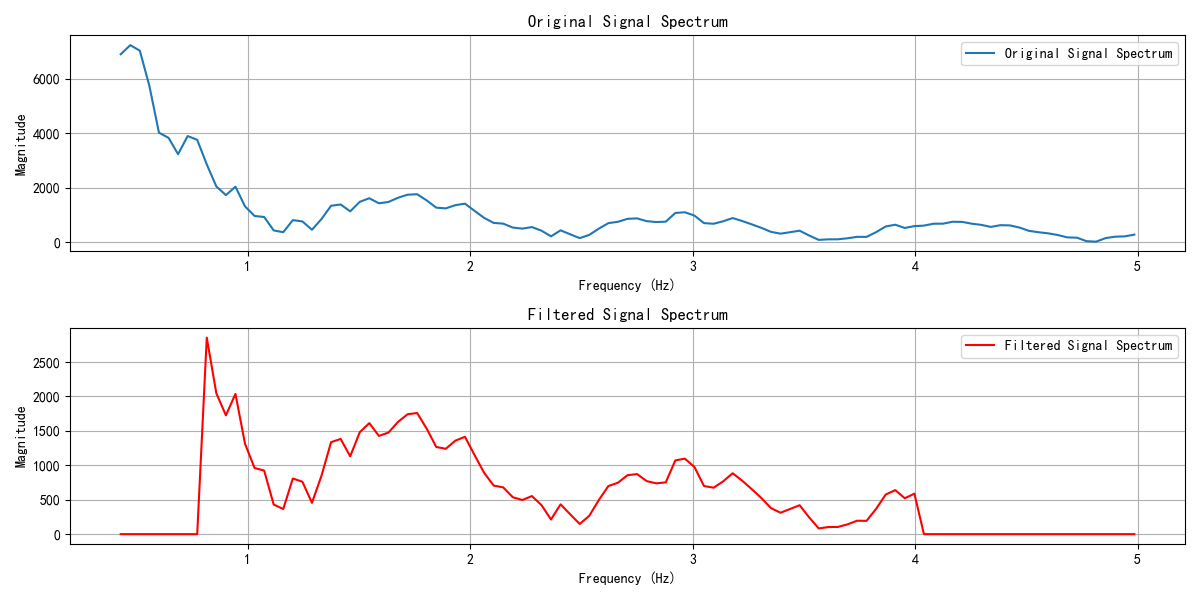 Original Signal Spectrum
Original Signal Spectrum
Magnitude
6000
4000
2000
0
1
2
3
4
5
Frequency (Hz)
Filtered Signal Spectrum
Filtered Signal Spectrum
Magnitude
2500
2000
1500
1000
500
0
1
2
3
4
5
Frequency (Hz)